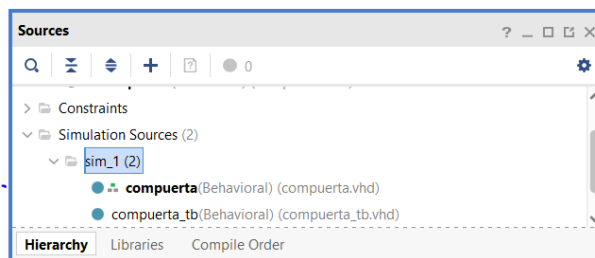 Sources
0
Constraints
Simulation Sources (2)
sim_1 (2)
compuerta(Behavioral) (compuerta.vhd)
compuerta_tb(Behavioral) (compuerta_tb.vhd)
Hierarchy Libraries Compile Order